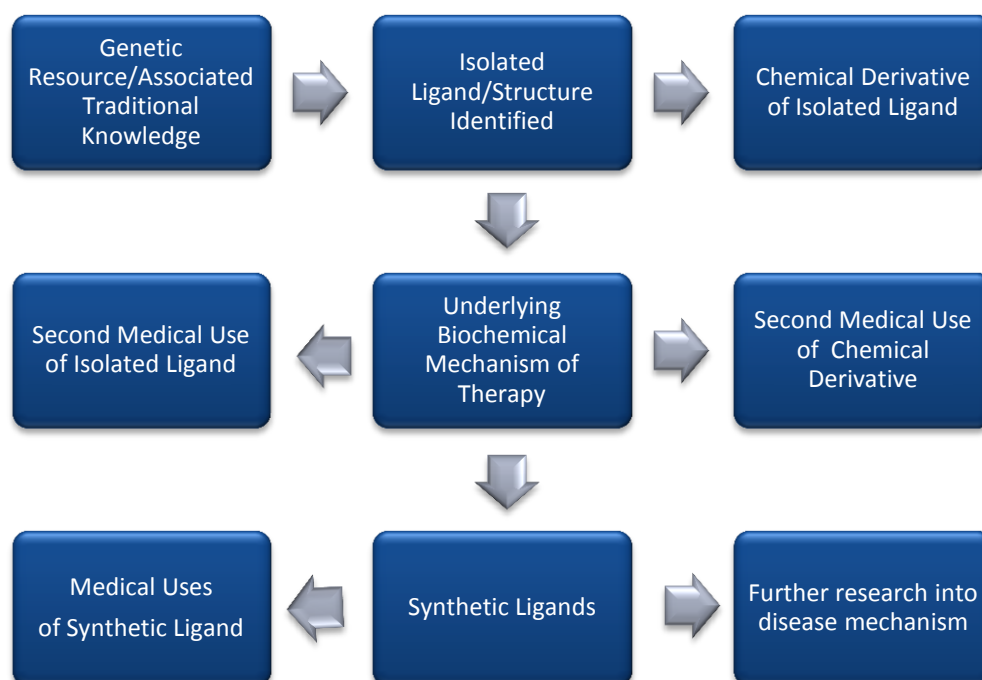 Genetic
Resource/Associated
Traditional
Knowledge
Isolated
Ligand/Structure
Identified
Chemical Derivative
of Isolated Ligand
Second Medical Use
of Isolated Ligand
Underlying
Biochemical
Mechanism of
Therapy
Second Medical Use
of Chemical
Derivative
Medical Uses
of Synthetic Ligand
Synthetic Ligands
Further research into
disease mechanism